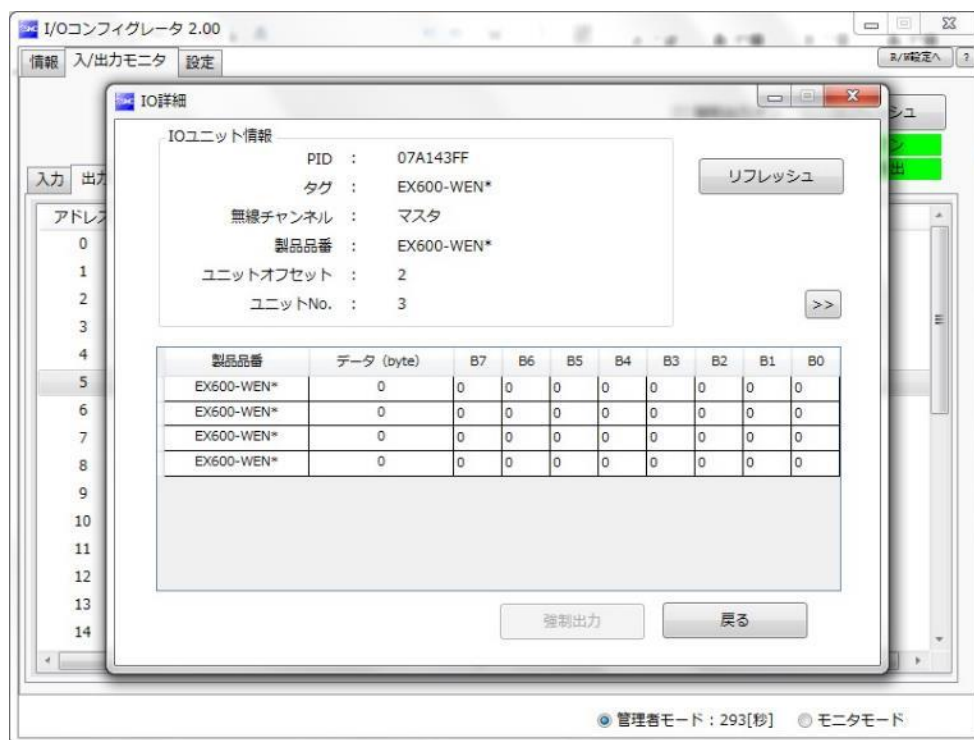 I/Oコンフィグレータ 2.00
情報 入/出力モニタ 設定 R/W設定へ ?
IO詳細
シュ
IOユニット情報
PID : 07A143FF
リフレッシュ
入力 出力
タグ : EX600-WEN*
アドレス
無線チャンネル : マスタ
0
製品品番 : EX600-WEN*
1
ユニットオフセット : 2
2
ユニットNo. : 3
>>
3
4
製品品番 データ (byte) B7 B6 B5 B4 B3 B2 B1 B0
5
EX600-WEN* 0 0 0 0 0 0 0 0 0
6
EX600-WEN* 0 0 0 0 0 0 0 0 0
7
EX600-WEN* 0 0 0 0 0 0 0 0 0
8
EX600-WEN* 0 0 0 0 0 0 0 0 0
9
10
11
12
13
強制出力 戻る
14
管理者モード : 293[秒] モニタモード